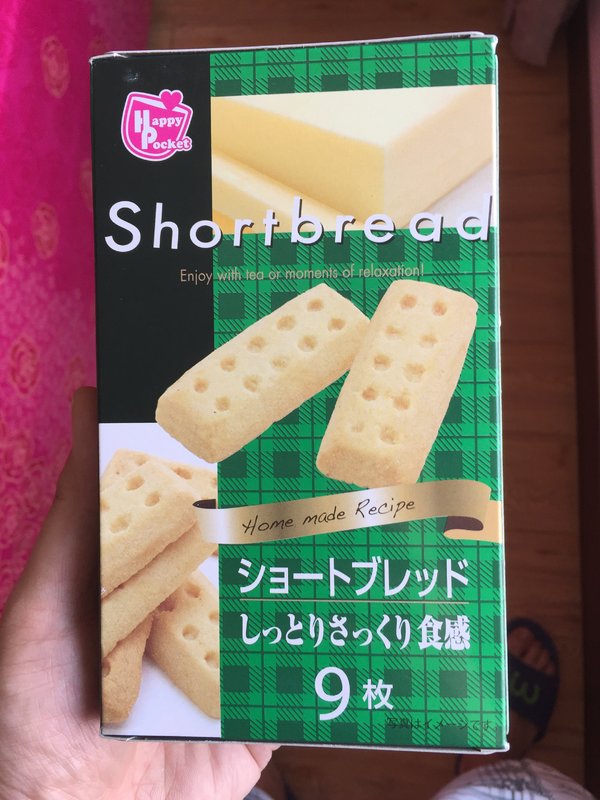 Happy
Pocket
Shortbread
Enjoy with tea or moments of relaxation!
Home made Recipe
ショートブレッド
しっとりさっくり食感
9枚
写真はイメージです